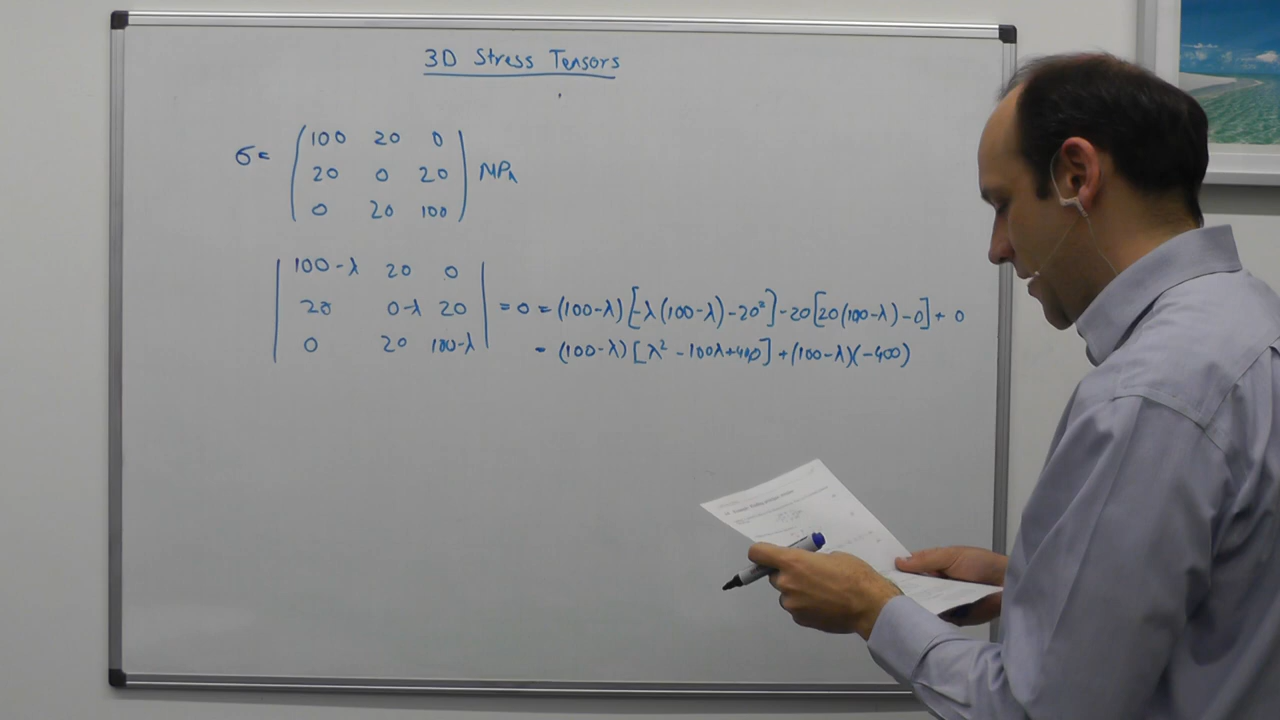 3D Stress Tensors
σ = ( 100 20 0
20 0 20
0 20 100 ) MPa
| 100-λ 20 0 |
| 20 0-λ 20 | = 0 = (100-λ)[-λ(100-λ)-20²]-20[20(100-λ)-0]+0
| 0 20 100-λ | = (100-λ)[λ²-100λ+400]+(100-λ)(-400)